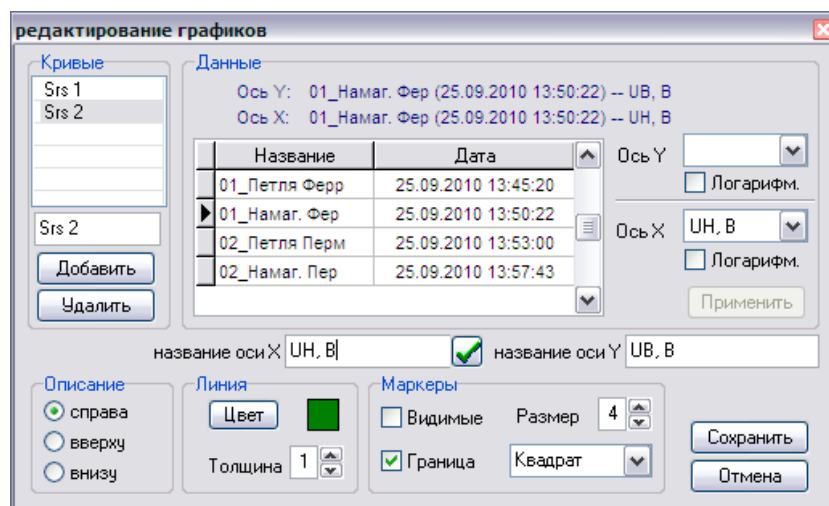 редактирование графиков
Кривые
Srs 1
Srs 2
Srs 2
Добавить
Удалить
Данные
Ось Y: 01_Намаг. Фер (25.09.2010 13:50:22) -- UB, В
Ось X: 01_Намаг. Фер (25.09.2010 13:50:22) -- UH, В
Название Дата
01_Петля Ферр 25.09.2010 13:45:20
01_Намаг. Фер 25.09.2010 13:50:22
02_Петля Перм 25.09.2010 13:53:00
02_Намаг. Пер 25.09.2010 13:57:43
Ось Y
Логарифм.
Ось X UH, В
Логарифм.
Применить
название оси X UH, В название оси Y UB, В
Описание
справа
вверху
внизу
Линия
Цвет
Толщина 1
Маркеры
Видимые Размер 4
Граница Квадрат
Сохранить
Отмена